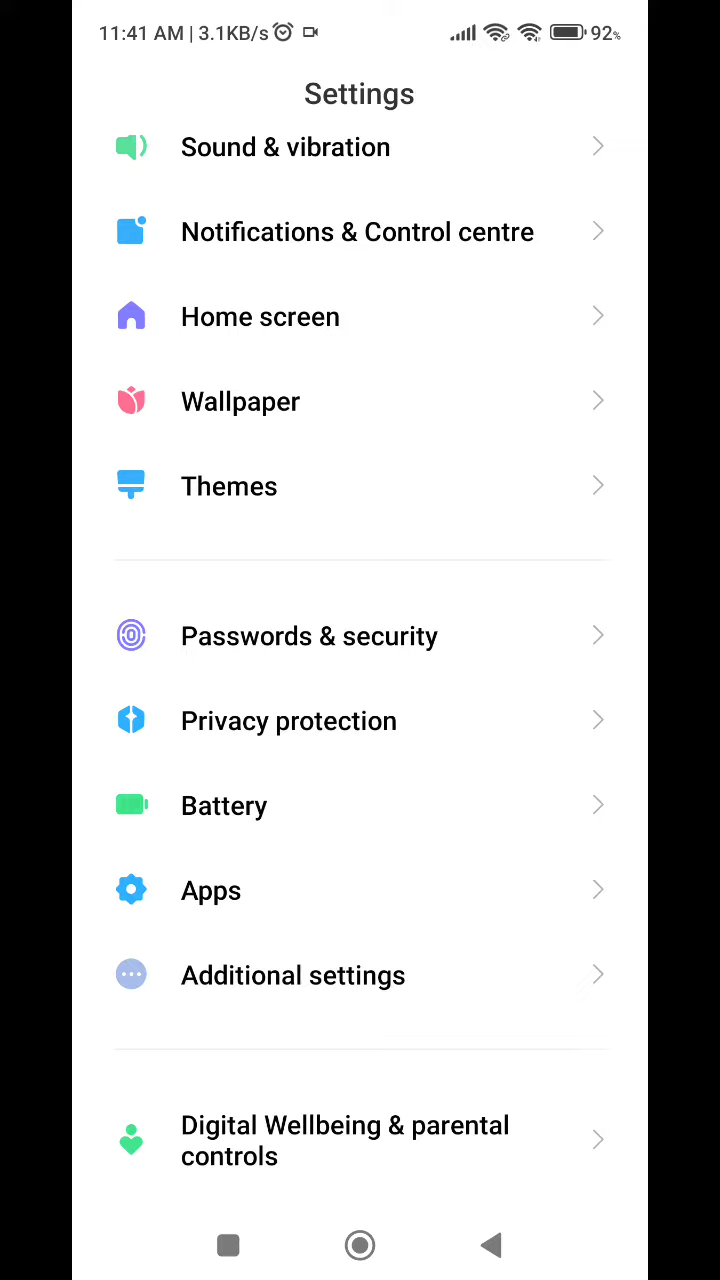 11:41 AM | 3.1KB/s 92%
Settings
Sound & vibration
Notifications & Control centre
Home screen
Wallpaper
Themes
Passwords & security
Privacy protection
Battery
Apps
Additional settings
Digital Wellbeing & parental
controls